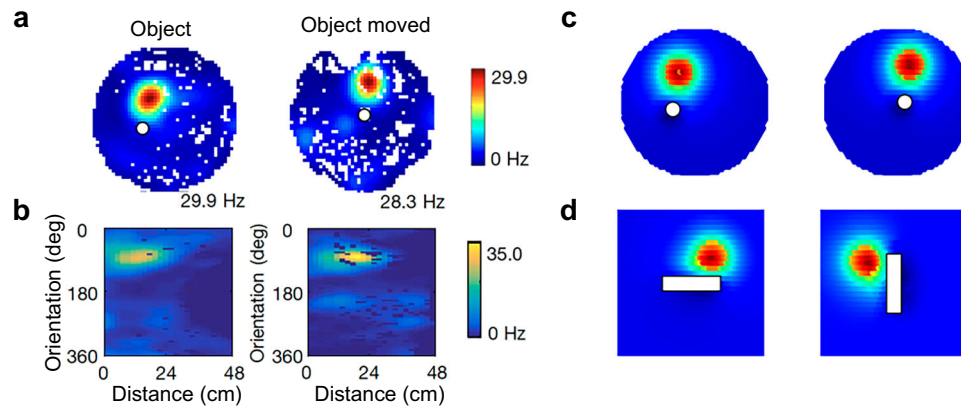 a
Object
Object moved
29.9
0 Hz
29.9 Hz
28.3 Hz
b
Orientation (deg)
0
180
360
0
24
48
Distance (cm)
Orientation (deg)
0
180
360
0
24
48
Distance (cm)
35.0
0 Hz
c
d